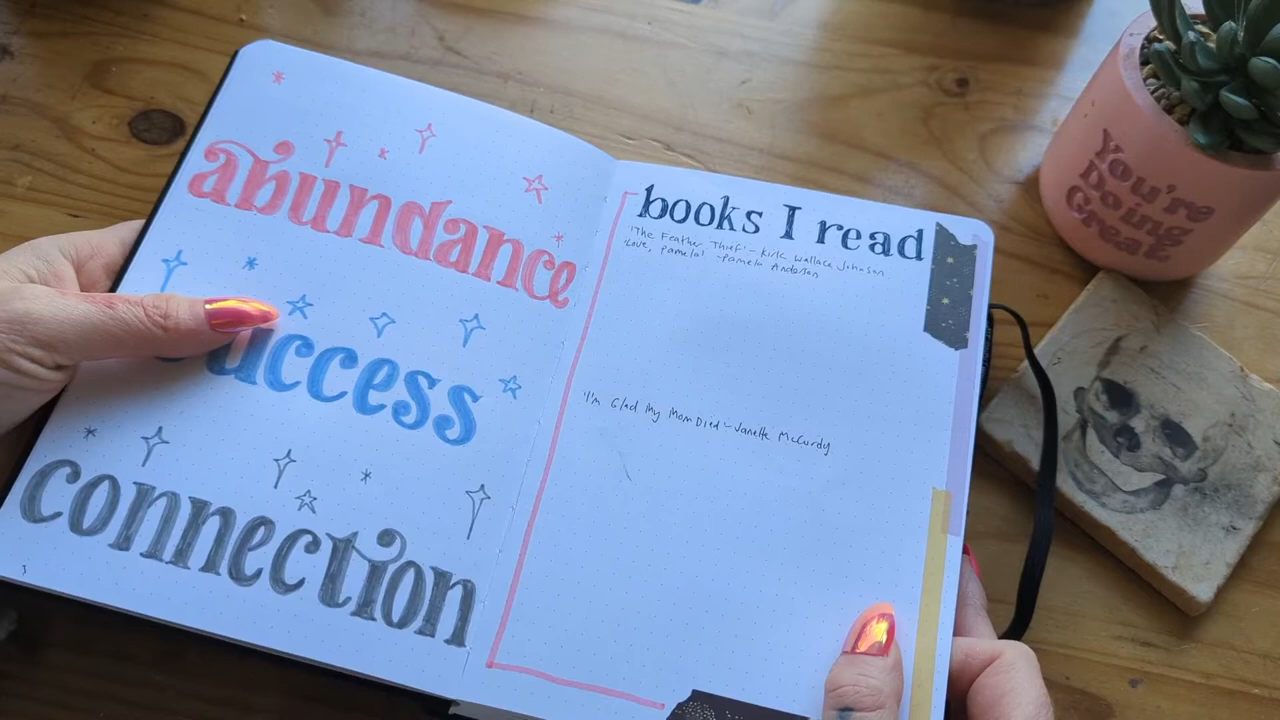 abundance
success
connection
books I read
'The Feather Thief' - Kirk Wallace Johnson
'Love, Pamela' - Pamela Anderson
'I'm Glad My Mom Died' - Janette McCurdy
You're
Doing
Great